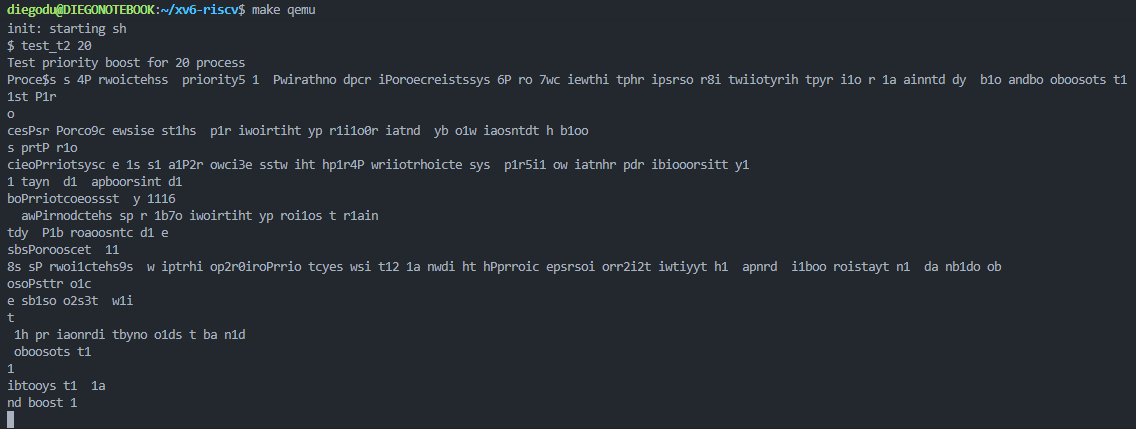 diegodu@DIEGONOTEBOOK:~/xv6-riscv$ make qemu
init: starting sh
$ test_t2 20
Test priority boost for 20 process
Proce$s s 4P rwoictehss  priority5 1  Pwirathno dpcr iPoroecreistssys 6P ro 7wc iewthi tphr ipsrso r8i twiiotyrih tpyr i1o r 1a ainntd dy  b1o andbo oboosots t1
1st P1r
o
cesPsr Porco9c ewsise st1hs  p1r iwoirtiht yp r1i1o0r iatnd  yb o1w iaosntdt h b1oo
s prtP r1o
cieoPrriotsysc e 1s s1 a1P2r owci3e sstw iht hp1r4P wriiotrhoicte sys  p1r5i1 ow iatnhr pdr ibiooorsitt y1
1 tayn  d1  apboorsint d1
boPrriotcoeossst  y 1116
  awPirnodctehs sp r 1b7o iwoirtiht yp roi1os t r1ain
tdy  P1b roaoosntc d1 e
sbsPorooscet  11
8s sP rwoi1ctehs9s  w iptrhi op2r0iroPrrio tcyes wsi t12 1a nwdi ht hPprroic epsrsoi orr2i2t iwtiyyt h1  apnrd  i1boo roistayt n1  da nb1do ob
osoPsttr o1c
e sb1so o2s3t  w1i
t
 1h pr iaonrdi tbyno o1ds t ba n1d
 oboosots t1
1
ibtooys t1  1a
nd boost 1